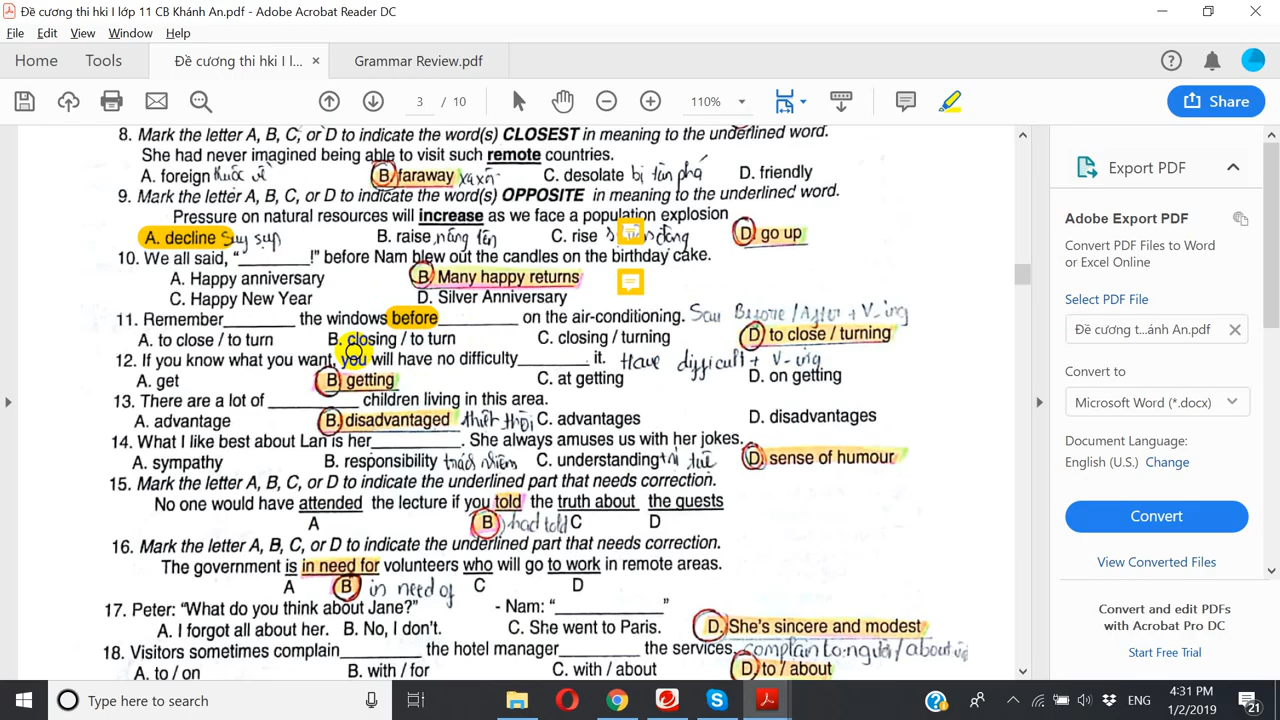 Đề cương thi hki I lớp 11 CB Khánh An.pdf - Adobe Acrobat Reader DC
File Edit View Window Help
Home Tools Đề cương thi hki I l... × Grammar Review.pdf
3 / 10 110% Share
8. Mark the letter A, B, C, or D to indicate the word(s) CLOSEST in meaning to the underlined word.
She had never imagined being able to visit such remote countries.
A. foreign thuộc về B. faraway xa xăm C. desolate bị tàn phá D. friendly
9. Mark the letter A, B, C, or D to indicate the word(s) OPPOSITE in meaning to the underlined word.
Pressure on natural resources will increase as we face a population explosion
A. decline suy sụp B. raise nâng lên C. rise D. go up
10. We all said, “________!” before Nam blew out the candles on the birthday cake.
A. Happy anniversary B. Many happy returns
C. Happy New Year D. Silver Anniversary
11. Remember________ the windows before_________ on the air-conditioning. Sau Before / After + V-ing
A. to close / to turn B. closing / to turn C. closing / turning D. to close / turning
12. If you know what you want, you will have no difficulty________ it. Have difficult + V-ing
A. get B. getting C. at getting D. on getting
13. There are a lot of __________ children living in this area.
A. advantage B. disadvantaged thiệt thòi C. advantages D. disadvantages
14. What I like best about Lan is her__________. She always amuses us with her jokes.
A. sympathy B. responsibility trách nhiệm C. understanding trí tuệ D. sense of humour
15. Mark the letter A, B, C, or D to indicate the underlined part that needs correction.
No one would have attended the lecture if you told the truth about the guests
A B had told C D
16. Mark the letter A, B, C, or D to indicate the underlined part that needs correction.
The government is in need for volunteers who will go to work in remote areas.
A B in need of C D
17. Peter: “What do you think about Jane?” - Nam: “____________”
A. I forgot all about her. B. No, I don't. C. She went to Paris. D. She's sincere and modest
18. Visitors sometimes complain_________ the hotel manager_________ the services. complain to người / about việc
A. to / on B. with / for C. with / about D. to / about
Export PDF
Adobe Export PDF
Convert PDF Files to Word
or Excel Online
Select PDF File
Đề cương t...ánh An.pdf ×
Convert to
Microsoft Word (*.docx)
Document Language:
English (U.S.) Change
Convert
View Converted Files
Convert and edit PDFs
with Acrobat Pro DC
Start Free Trial
Type here to search
ENG
4:31 PM
1/2/2019
21